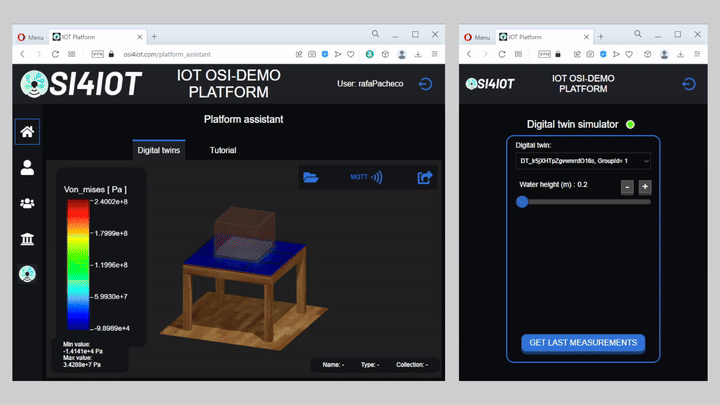 Menu
IOT Platform
VPN
osi4iot.com/platform_assistant
OSI4IOT
IOT OSI-DEMO
PLATFORM
User: rafaPacheco
Platform assistant
Digital twins
Tutorial
MQTT
Von_mises [ Pa ]
2.4002e+8
1.7999e+8
1.1996e+8
5.9930e+7
-9.8989e+4
Min value:
-1.4141e+4 Pa
Max value:
3.4288e+7 Pa
Name: -
Type: -
Collection: -
Menu
IOT Platform
VPN
OSI4IOT
IOT OSI-DEMO
PLATFORM
Digital twin simulator
Digital twin:
Water height (m) : 0.2
-
+
GET LAST MEASUREMENTS